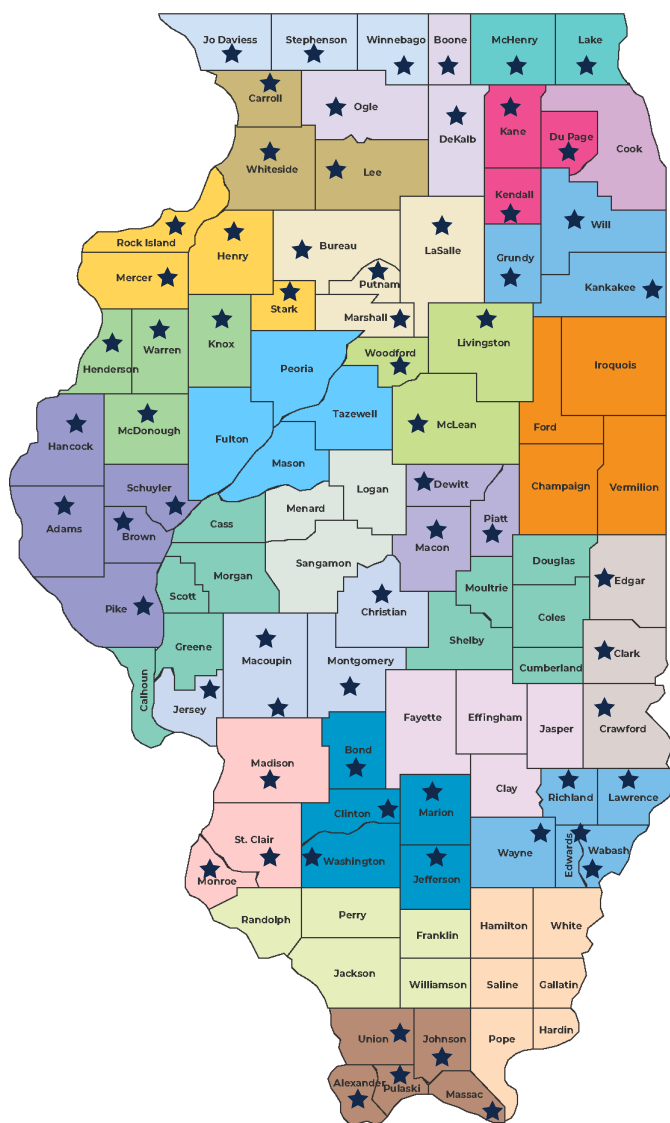 Jo Daviess
Stephenson
Winnebago
Boone
McHenry
Lake
Carroll
Ogle
DeKalb
Kane
Du Page
Cook
Whiteside
Lee
Kendall
Rock Island
Henry
Bureau
LaSalle
Will
Mercer
Putnam
Grundy
Kankakee
Stark
Marshall
Henderson
Warren
Knox
Peoria
Woodford
Livingston
Iroquois
McDonough
Fulton
Tazewell
McLean
Ford
Hancock
Mason
Logan
Dewitt
Champaign
Vermilion
Schuyler
Adams
Brown
Cass
Menard
Macon
Piatt
Sangamon
Douglas
Edgar
Pike
Scott
Morgan
Christian
Moultrie
Coles
Greene
Shelby
Clark
Calhoun
Macoupin
Montgomery
Cumberland
Jersey
Fayette
Effingham
Jasper
Crawford
Madison
Bond
Clay
Richland
Lawrence
Clinton
Marion
St. Clair
Washington
Wayne
Edwards
Wabash
Monroe
Jefferson
Randolph
Perry
Franklin
Hamilton
White
Jackson
Williamson
Saline
Gallatin
Union
Johnson
Pope
Hardin
Alexander
Pulaski
Massac